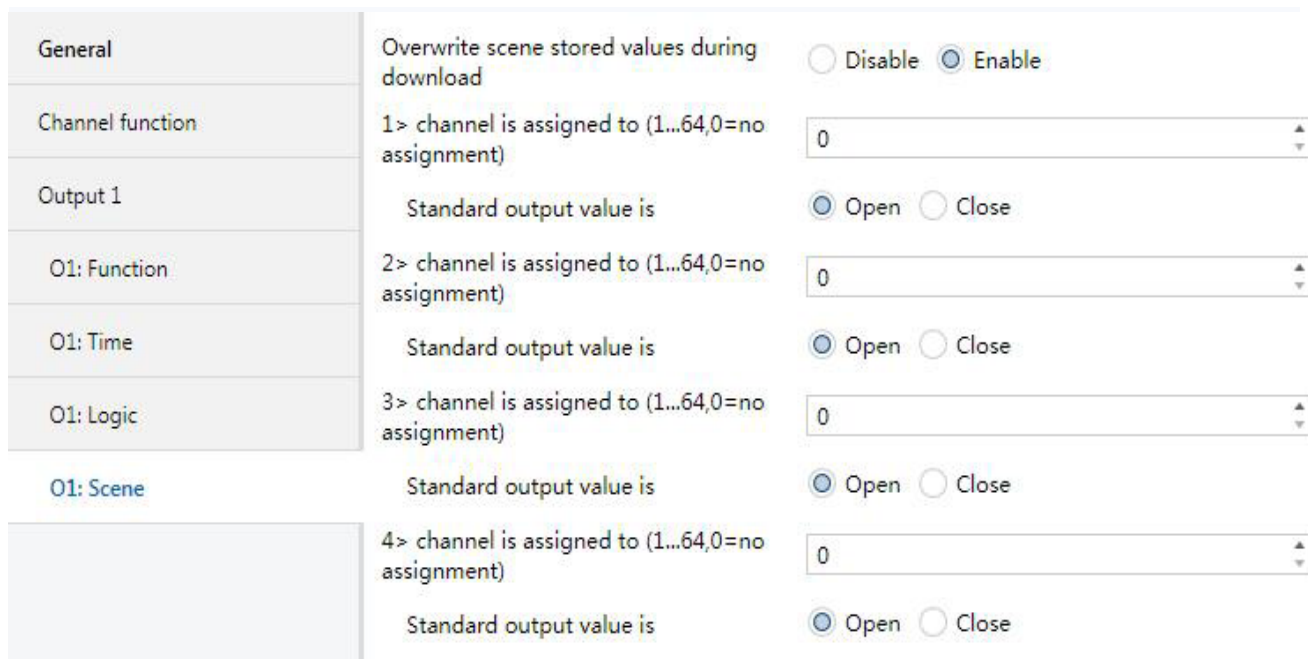 General
Channel function
Output 1
O1: Function
O1: Time
O1: Logic
O1: Scene
Overwrite scene stored values during
download
Disable Enable
1> channel is assigned to (1...64,0=no
assignment)
0
Standard output value is
Open Close
2> channel is assigned to (1...64,0=no
assignment)
0
Standard output value is
Open Close
3> channel is assigned to (1...64,0=no
assignment)
0
Standard output value is
Open Close
4> channel is assigned to (1...64,0=no
assignment)
0
Standard output value is
Open Close